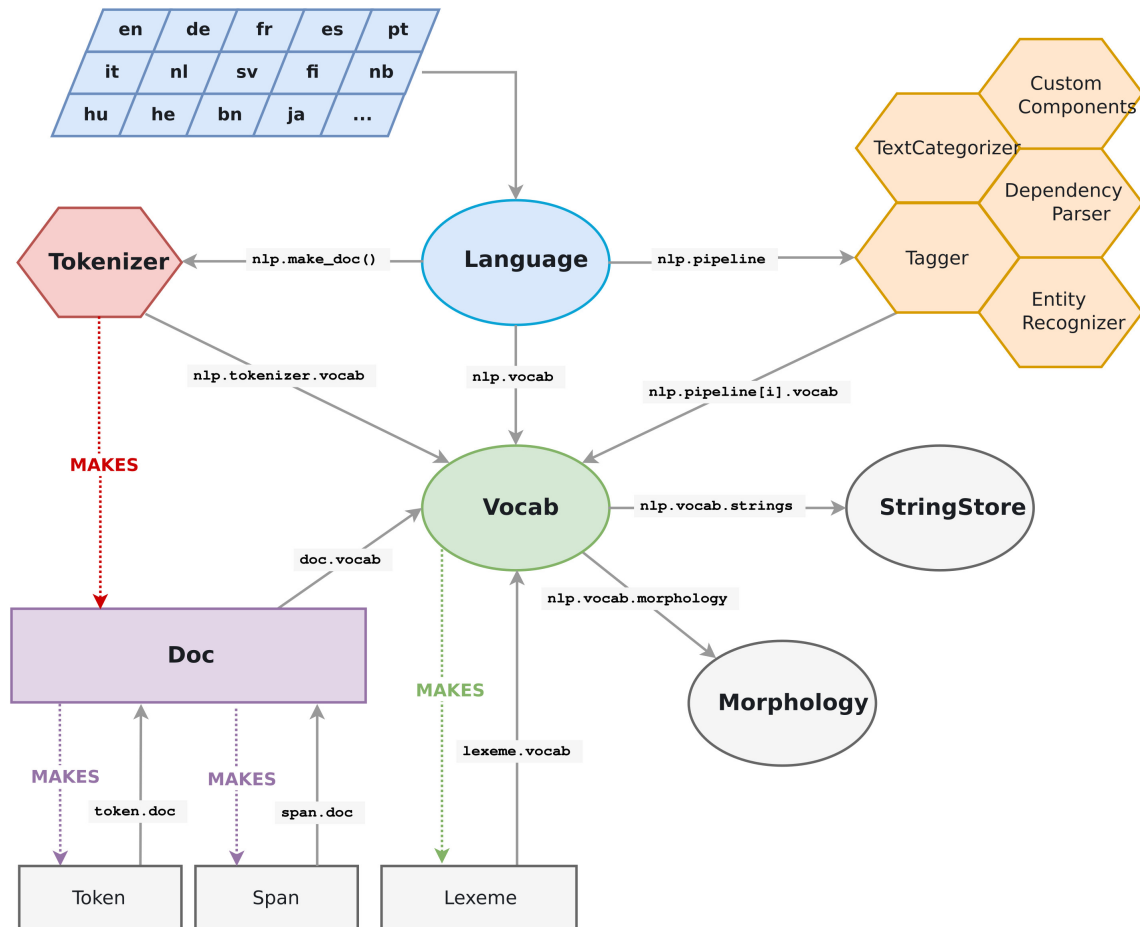 en de fr es pt
it nl sv fi nb
hu he bn ja ...
Custom
Components
TextCategorizer
Dependency
Parser
Tokenizer
nlp.make_doc()
Language
nlp.pipeline
Tagger
Entity
Recognizer
nlp.tokenizer.vocab
nlp.vocab
nlp.pipeline[i].vocab
MAKES
Vocab
nlp.vocab.strings
StringStore
doc.vocab
nlp.vocab.morphology
Doc
MAKES
Morphology
lexeme.vocab
MAKES
MAKES
token.doc
span.doc
Token
Span
Lexeme